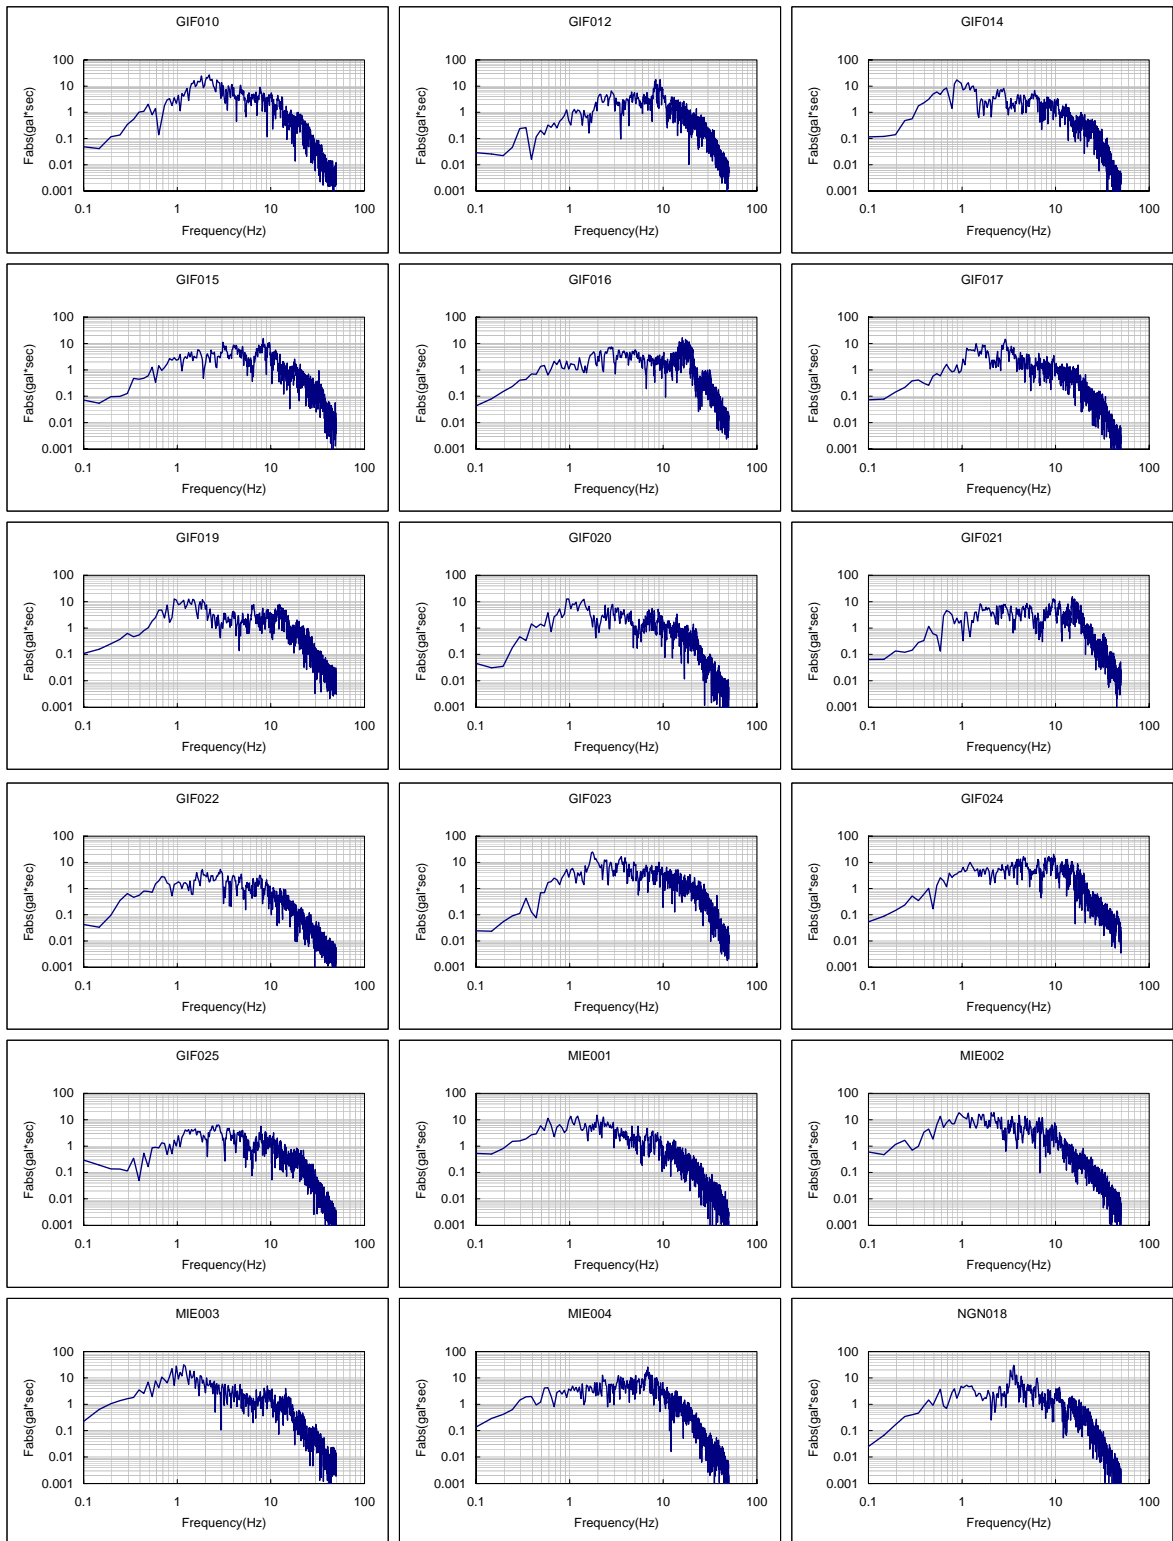 GIF010
100
10
1
0.1
0.01
0.001
Fabs(gal*sec)
0.1 1 10 100
Frequency(Hz)
GIF012
100
10
1
0.1
0.01
0.001
Fabs(gal*sec)
0.1 1 10 100
Frequency(Hz)
GIF014
100
10
1
0.1
0.01
0.001
Fabs(gal*sec)
0.1 1 10 100
Frequency(Hz)
GIF015
100
10
1
0.1
0.01
0.001
Fabs(gal*sec)
0.1 1 10 100
Frequency(Hz)
GIF016
100
10
1
0.1
0.01
0.001
Fabs(gal*sec)
0.1 1 10 100
Frequency(Hz)
GIF017
100
10
1
0.1
0.01
0.001
Fabs(gal*sec)
0.1 1 10 100
Frequency(Hz)
GIF019
100
10
1
0.1
0.01
0.001
Fabs(gal*sec)
0.1 1 10 100
Frequency(Hz)
GIF020
100
10
1
0.1
0.01
0.001
Fabs(gal*sec)
0.1 1 10 100
Frequency(Hz)
GIF021
100
10
1
0.1
0.01
0.001
Fabs(gal*sec)
0.1 1 10 100
Frequency(Hz)
GIF022
100
10
1
0.1
0.01
0.001
Fabs(gal*sec)
0.1 1 10 100
Frequency(Hz)
GIF023
100
10
1
0.1
0.01
0.001
Fabs(gal*sec)
0.1 1 10 100
Frequency(Hz)
GIF024
100
10
1
0.1
0.01
0.001
Fabs(gal*sec)
0.1 1 10 100
Frequency(Hz)
GIF025
100
10
1
0.1
0.01
0.001
Fabs(gal*sec)
0.1 1 10 100
Frequency(Hz)
MIE001
100
10
1
0.1
0.01
0.001
Fabs(gal*sec)
0.1 1 10 100
Frequency(Hz)
MIE002
100
10
1
0.1
0.01
0.001
Fabs(gal*sec)
0.1 1 10 100
Frequency(Hz)
MIE003
100
10
1
0.1
0.01
0.001
Fabs(gal*sec)
0.1 1 10 100
Frequency(Hz)
MIE004
100
10
1
0.1
0.01
0.001
Fabs(gal*sec)
0.1 1 10 100
Frequency(Hz)
NGN018
100
10
1
0.1
0.01
0.001
Fabs(gal*sec)
0.1 1 10 100
Frequency(Hz)